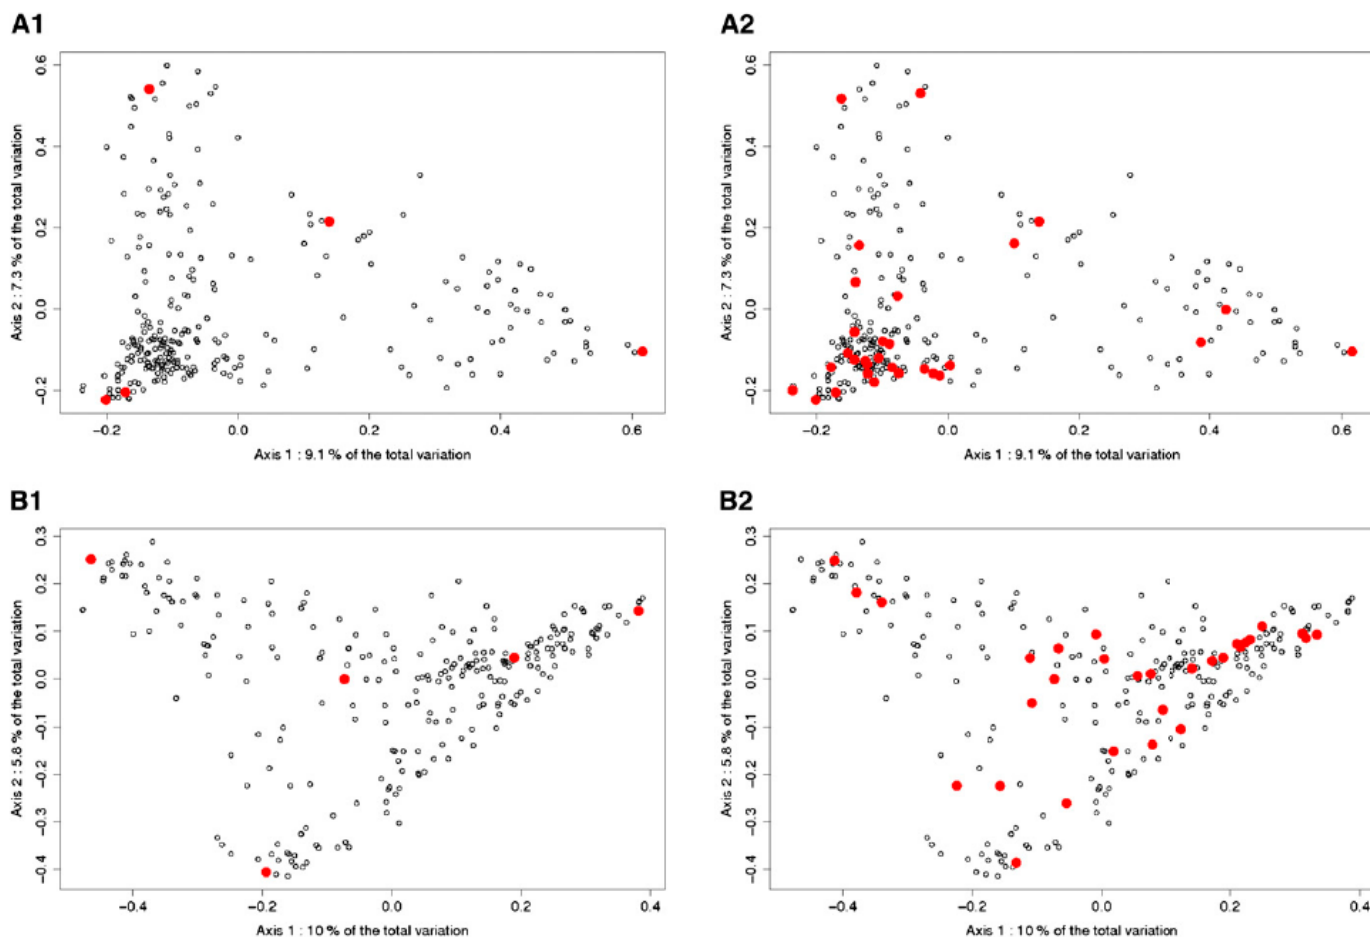 A1
A2
0.6
0.4
0.2
0.0
−0.2
Axis 2 : 7.3 % of the total variation
−0.2 0.0 0.2 0.4 0.6
Axis 1 : 9.1 % of the total variation
0.6
0.4
0.2
0.0
−0.2
Axis 2 : 7.3 % of the total variation
−0.2 0.0 0.2 0.4 0.6
Axis 1 : 9.1 % of the total variation
B1
B2
0.3
0.2
0.1
0.0
−0.1
−0.2
−0.3
−0.4
Axis 2 : 5.8 % of the total variation
−0.4 −0.2 0.0 0.2 0.4
Axis 1 : 10 % of the total variation
0.3
0.2
0.1
0.0
−0.1
−0.2
−0.3
−0.4
Axis 2 : 5.8 % of the total variation
−0.4 −0.2 0.0 0.2 0.4
Axis 1 : 10 % of the total variation